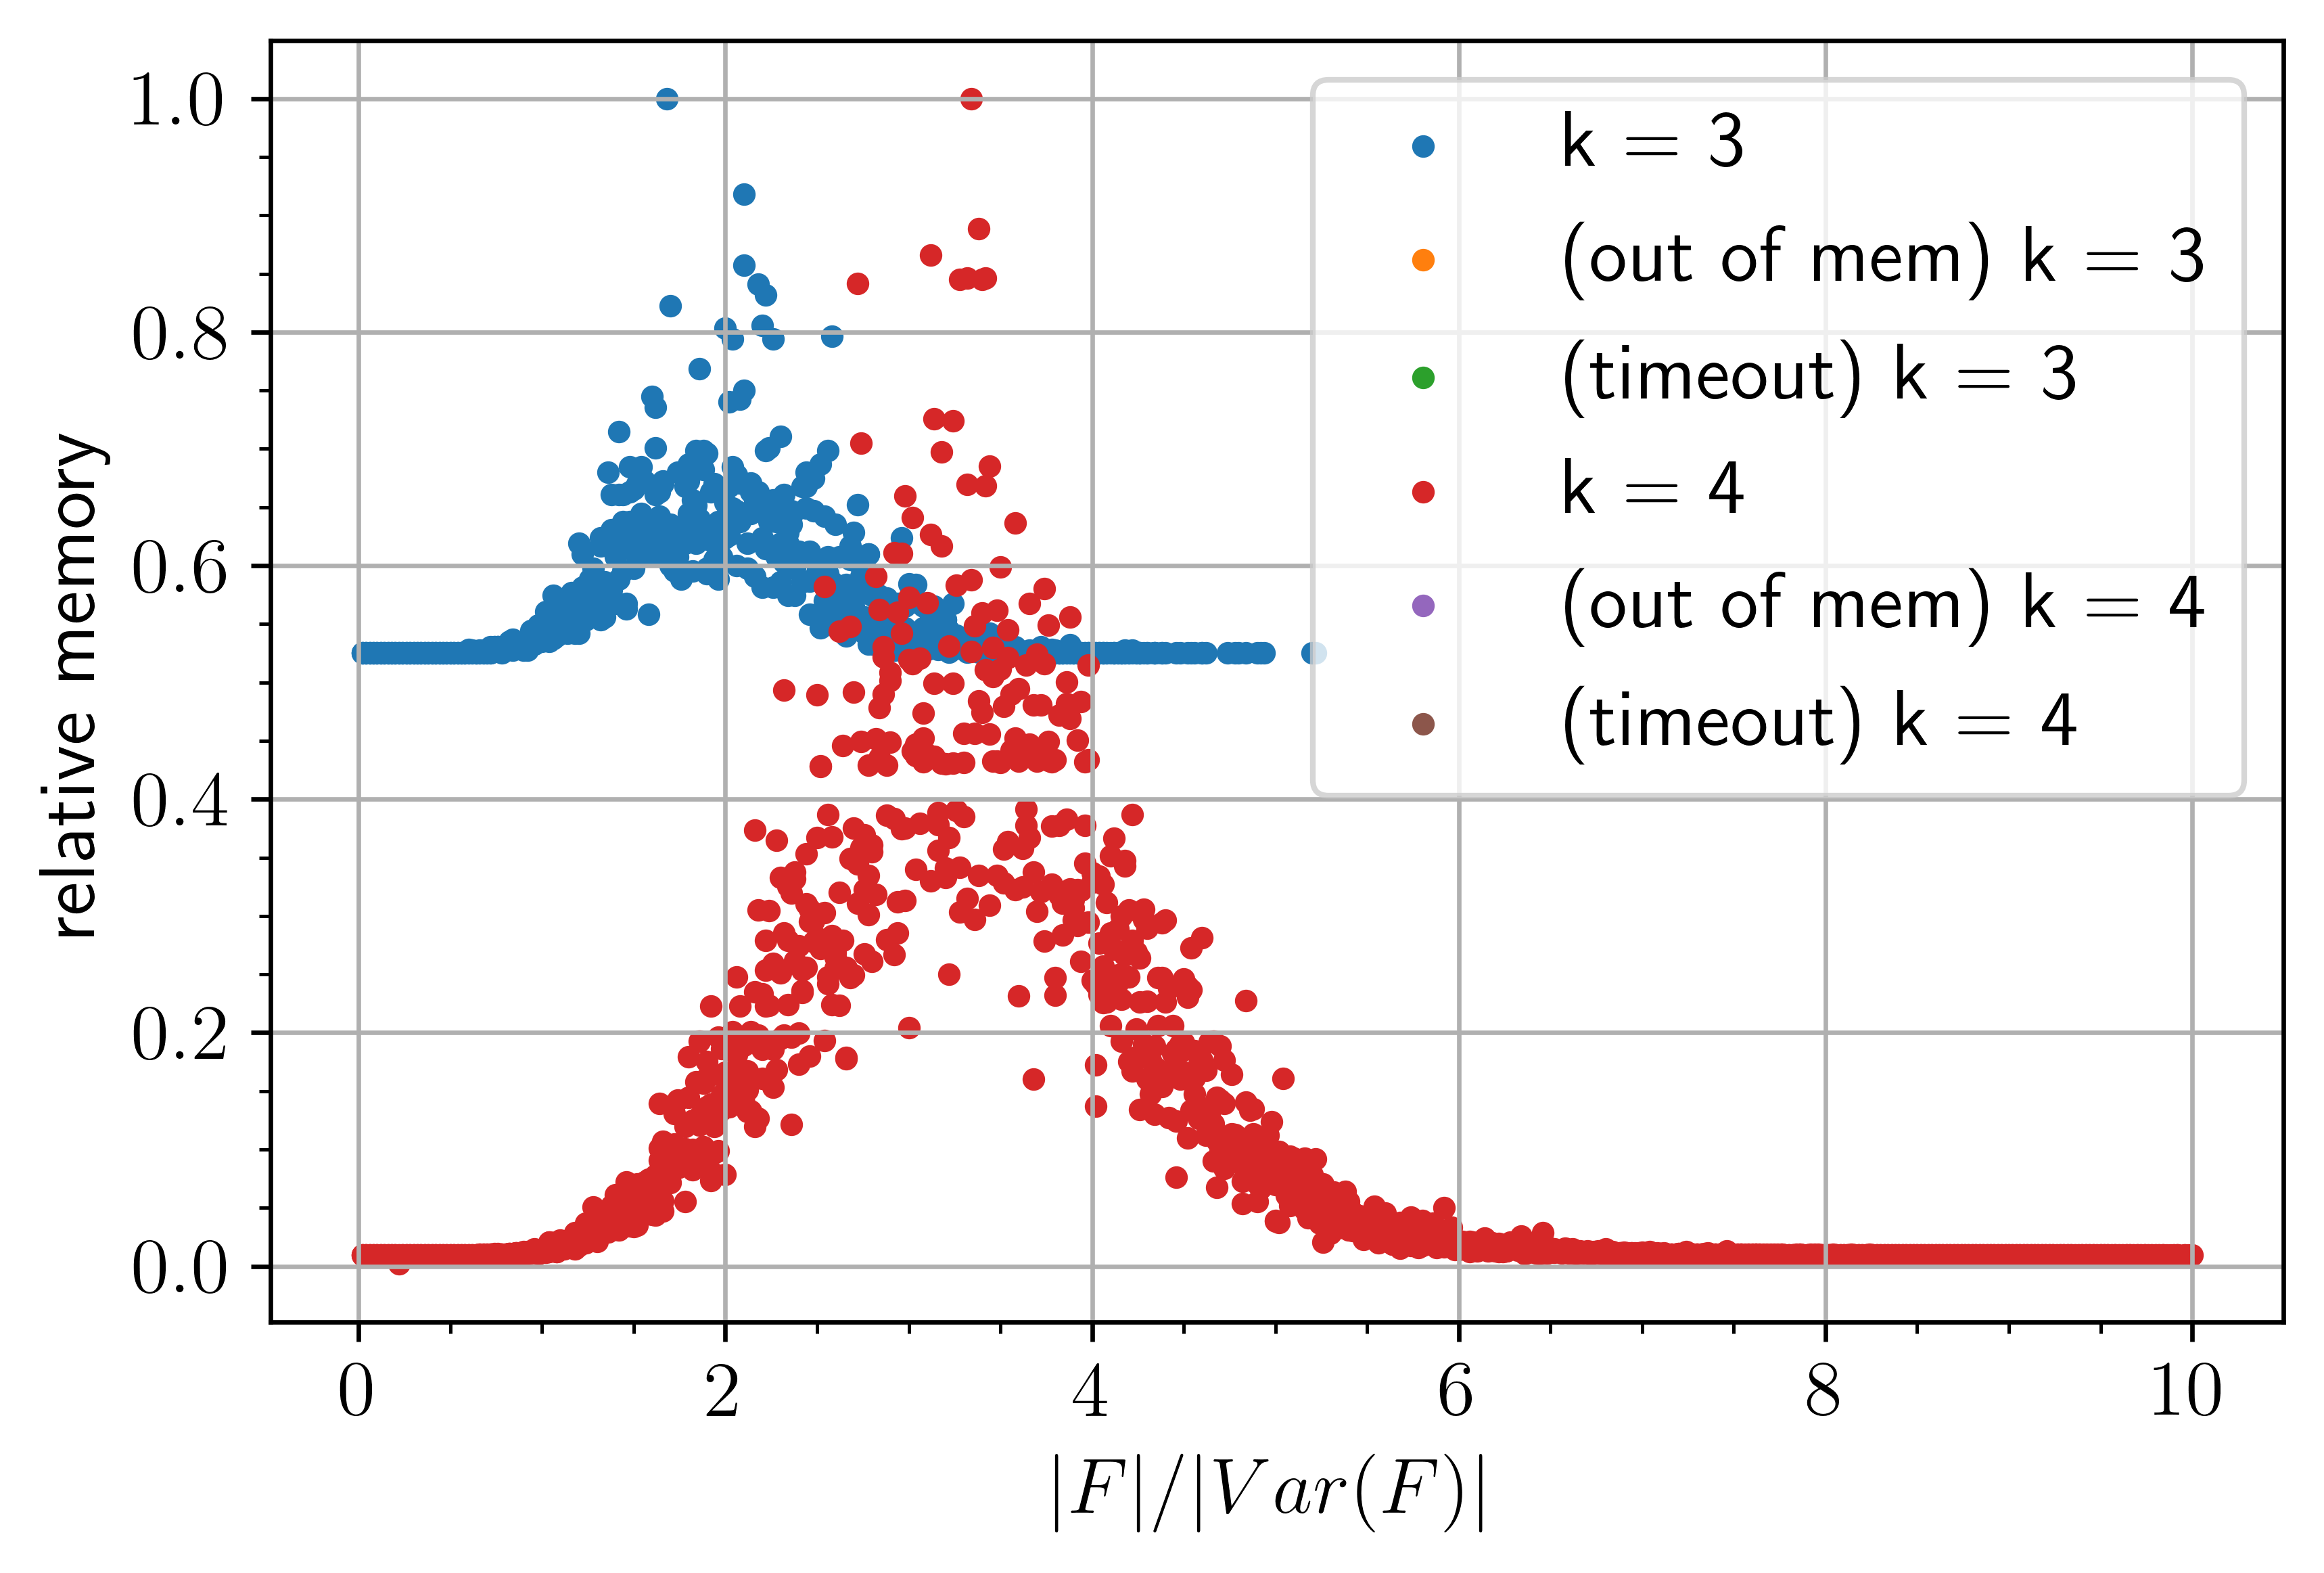 relative memory
1.0
0.8
0.6
0.4
0.2
0.0
k = 3
(out of mem) k = 3
(timeout) k = 3
k = 4
(out of mem) k = 4
(timeout) k = 4
0 2 4 6 8 10
|F|/|Var(F)|